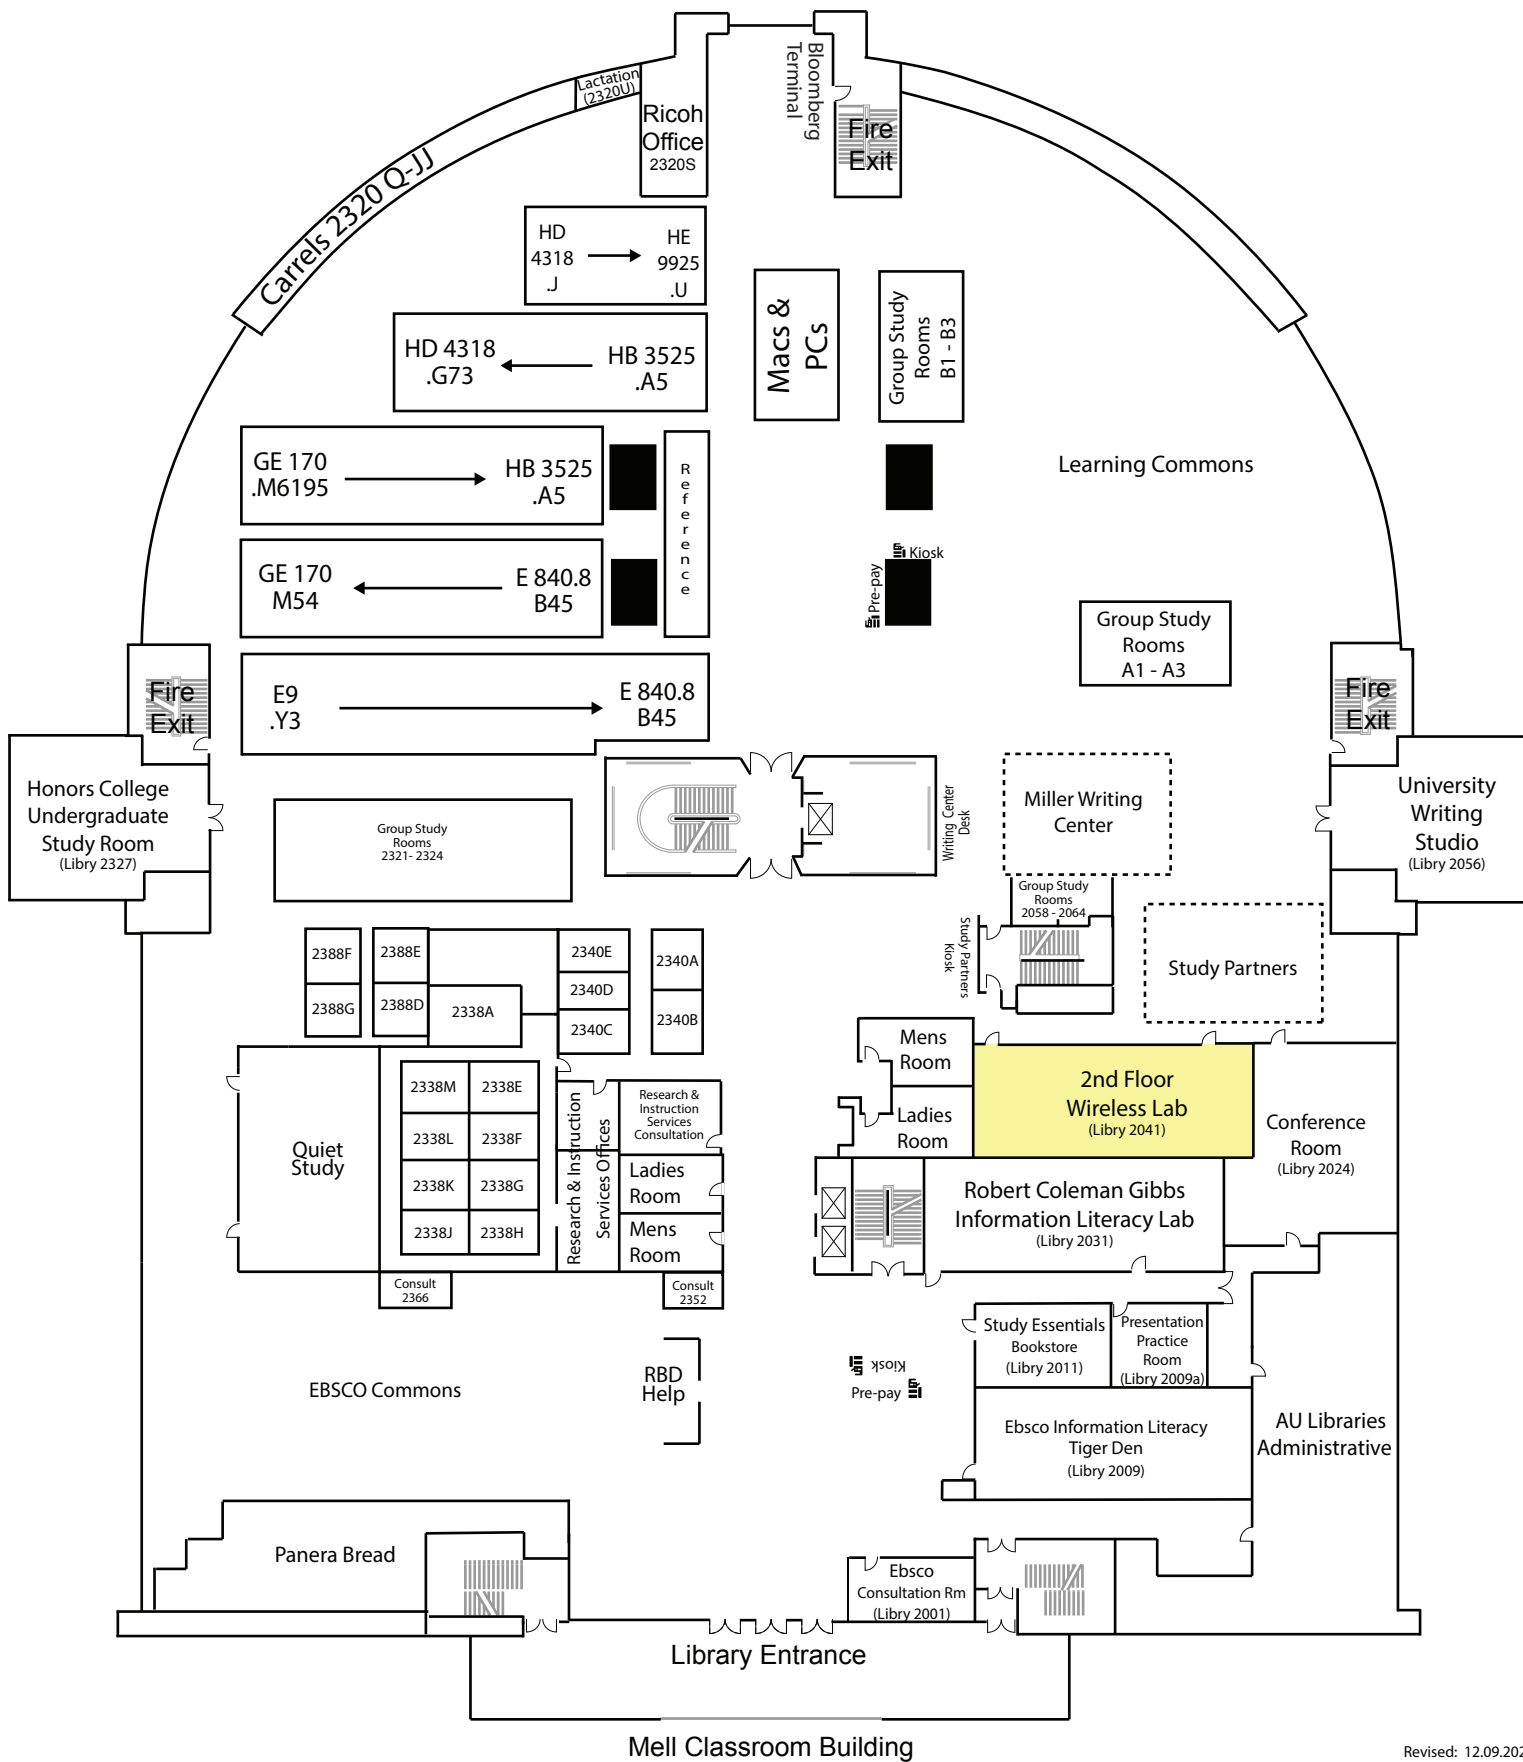 Lactation
(2320U)
Ricoh
Office
2320S
Bloomberg
Terminal
Fire
Exit
Carrels 2320 Q-JJ
HD
4318
.J
HE
9925
.U
HD 4318
.G73
HB 3525
.A5
Macs &
PCs
Group Study
Rooms
B1 - B3
GE 170
.M6195
HB 3525
.A5
Reference
Learning Commons
GE 170
M54
E 840.8
B45
Kiosk
Pre-pay
Group Study
Rooms
A1 - A3
E9
.Y3
E 840.8
B45
Fire
Exit
Fire
Exit
Honors College
Undergraduate
Study Room
(Libry 2327)
Group Study
Rooms
2321- 2324
Writing Center
Desk
Miller Writing
Center
University
Writing
Studio
(Libry 2056)
Group Study
Rooms
2058 - 2064
Study Partners
Kiosk
Study Partners
2388F
2388E
2340E
2340A
2388G
2388D
2338A
2340D
2340C
2340B
Mens
Room
Ladies
Room
2nd Floor
Wireless Lab
(Libry 2041)
Conference
Room
(Libry 2024)
Quiet
Study
2338M
2338E
2338L
2338F
2338K
2338G
2338J
2338H
Research & Instruction
Services Offices
Research &
Instruction
Services
Consultation
Ladies
Room
Mens
Room
Robert Coleman Gibbs
Information Literacy Lab
(Libry 2031)
Consult
2366
Consult
2352
Study Essentials
Bookstore
(Libry 2011)
Presentation
Practice
Room
(Libry 2009a)
EBSCO Commons
RBD
Help
Kiosk
Pre-pay
Ebsco Information Literacy
Tiger Den
(Libry 2009)
AU Libraries
Administrative
Panera Bread
Ebsco
Consultation Rm
(Libry 2001)
Library Entrance
Mell Classroom Building
Revised: 12.09.202